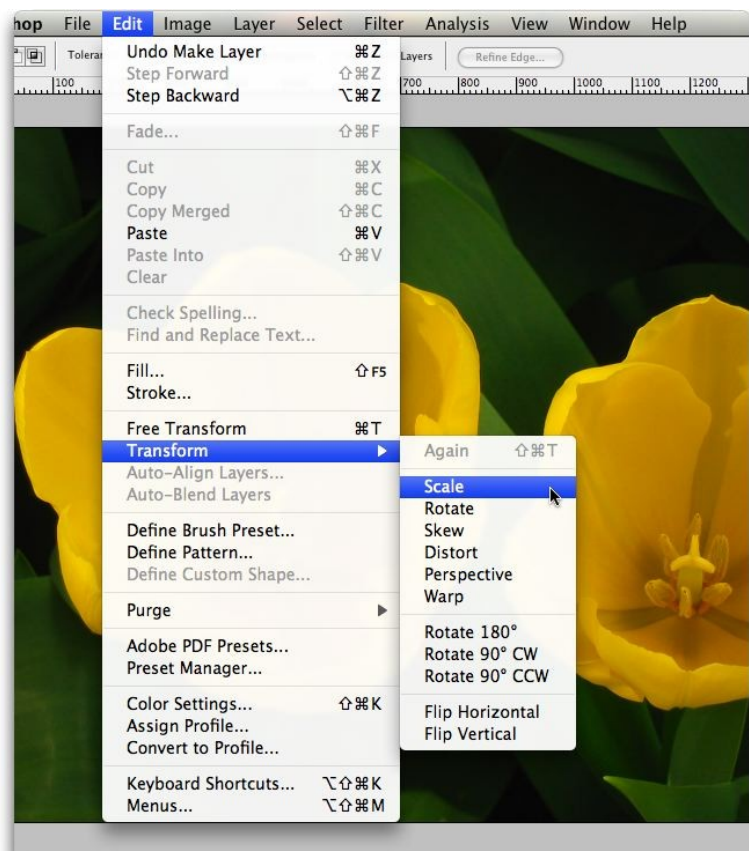 hop File Edit Image Layer Select Filter Analysis View Window Help
Layers Refine Edge...
100 700 800 900 1000 1100 1200
Undo Make Layer ⌘Z
Step Forward ⇧⌘Z
Step Backward ⌥⌘Z
Fade... ⇧⌘F
Cut ⌘X
Copy ⌘C
Copy Merged ⇧⌘C
Paste ⌘V
Paste Into ⇧⌘V
Clear
Check Spelling...
Find and Replace Text...
Fill... ⇧F5
Stroke...
Free Transform ⌘T
Transform ▶
Auto-Align Layers...
Auto-Blend Layers
Define Brush Preset...
Define Pattern...
Define Custom Shape...
Purge ▶
Adobe PDF Presets...
Preset Manager...
Color Settings... ⇧⌘K
Assign Profile...
Convert to Profile...
Keyboard Shortcuts... ⌥⇧⌘K
Menus... ⌥⇧⌘M
Again ⇧⌘T
Scale
Rotate
Skew
Distort
Perspective
Warp
Rotate 180°
Rotate 90° CW
Rotate 90° CCW
Flip Horizontal
Flip Vertical